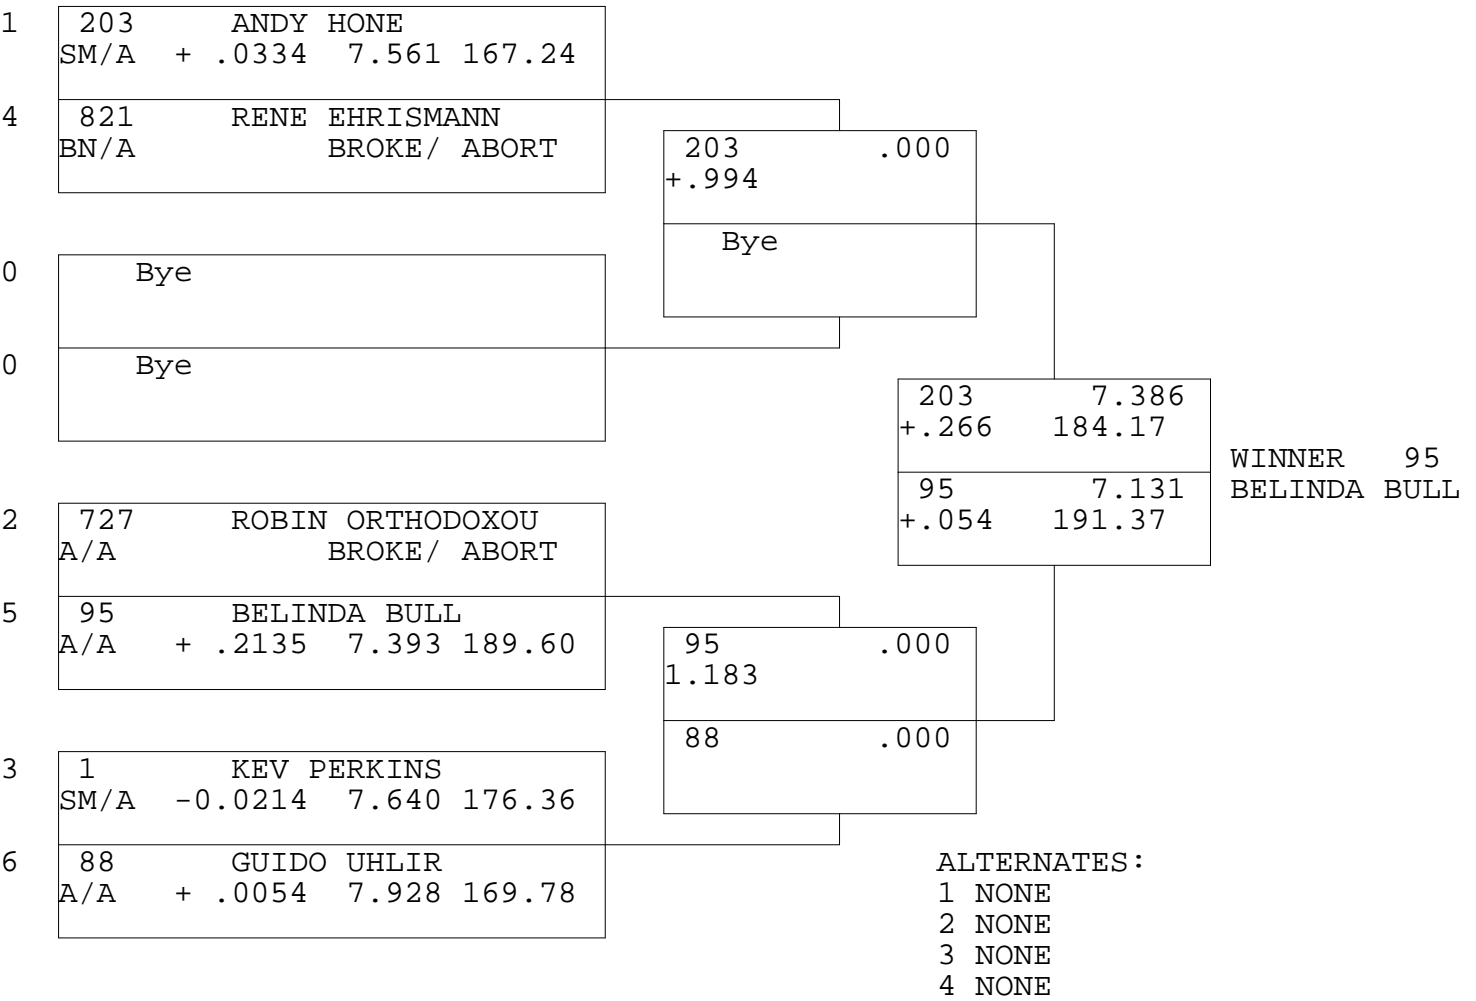 1 203 ANDY HONE
SM/A + .0334 7.561 167.24
4 821 RENE EHRISMANN
BN/A BROKE/ ABORT
203 .000
+.994
Bye
0 Bye
0 Bye
203 7.386
+.266 184.17
95 7.131
+.054 191.37
WINNER 95
BELINDA BULL
2 727 ROBIN ORTHODOXOU
A/A BROKE/ ABORT
5 95 BELINDA BULL
A/A + .2135 7.393 189.60
95 .000
1.183
88 .000
3 1 KEV PERKINS
SM/A -0.0214 7.640 176.36
6 88 GUIDO UHLIR
A/A + .0054 7.928 169.78
ALTERNATES:
1 NONE
2 NONE
3 NONE
4 NONE